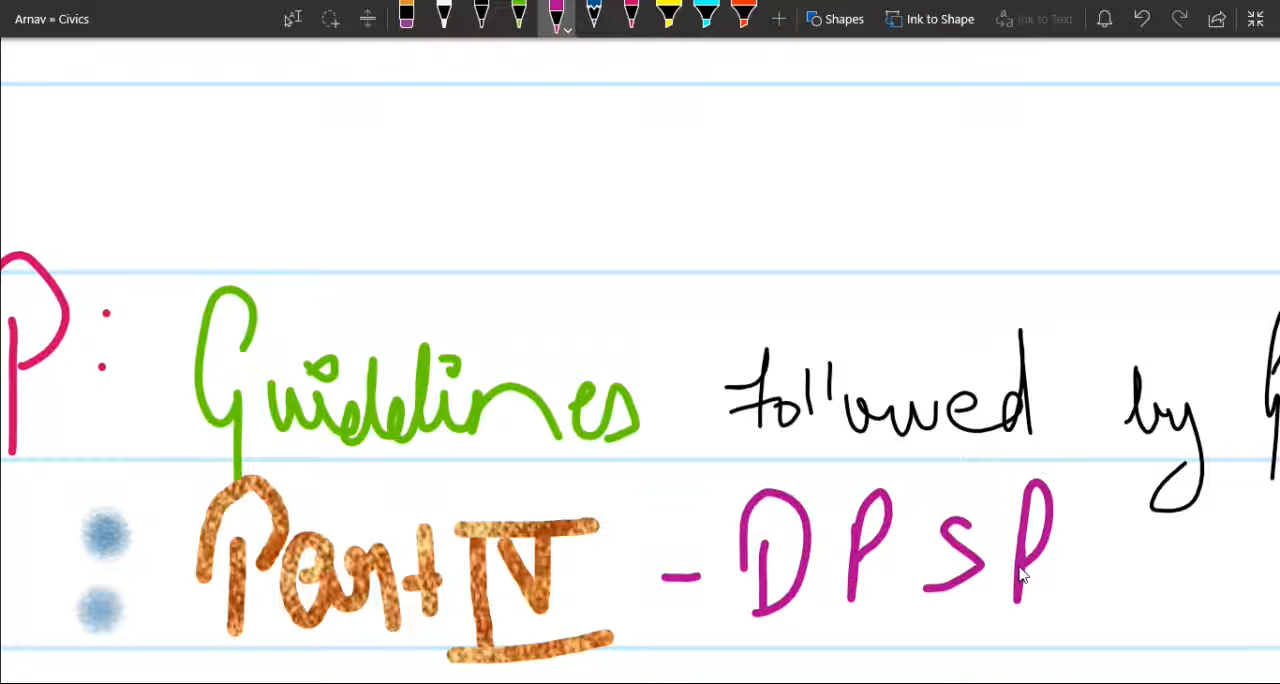 Arnav » Civics
Shapes
Ink to Shape
Ink to Text
P: Guidelines followed by
Part IV - DPSP